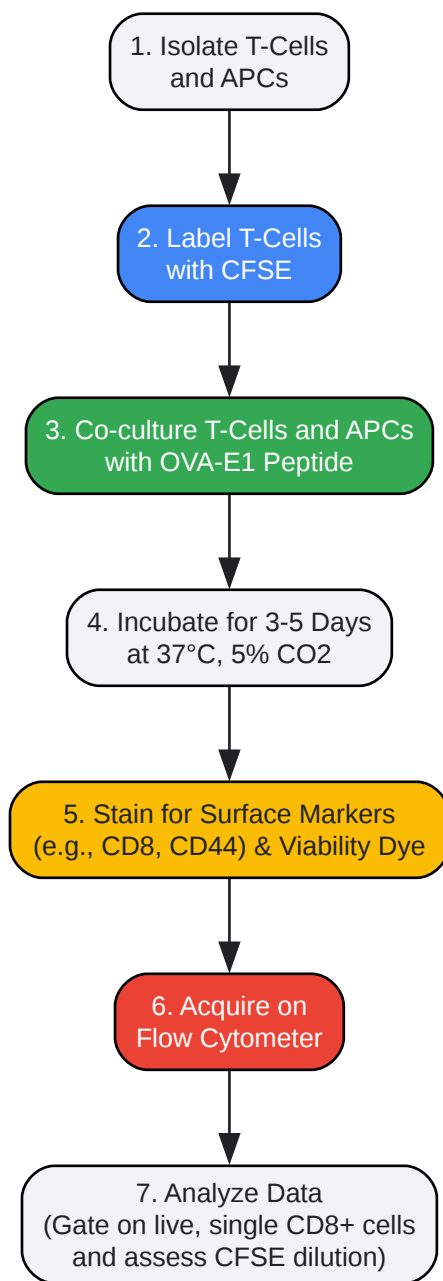 1. Isolate T-Cells
and APCs
2. Label T-Cells
with CFSE
3. Co-culture T-Cells and APCs
with OVA-E1 Peptide
4. Incubate for 3-5 Days
at 37°C, 5% CO2
5. Stain for Surface Markers
(e.g., CD8, CD44) & Viability Dye
6. Acquire on
Flow Cytometer
7. Analyze Data
(Gate on live, single CD8+ cells
and assess CFSE dilution)